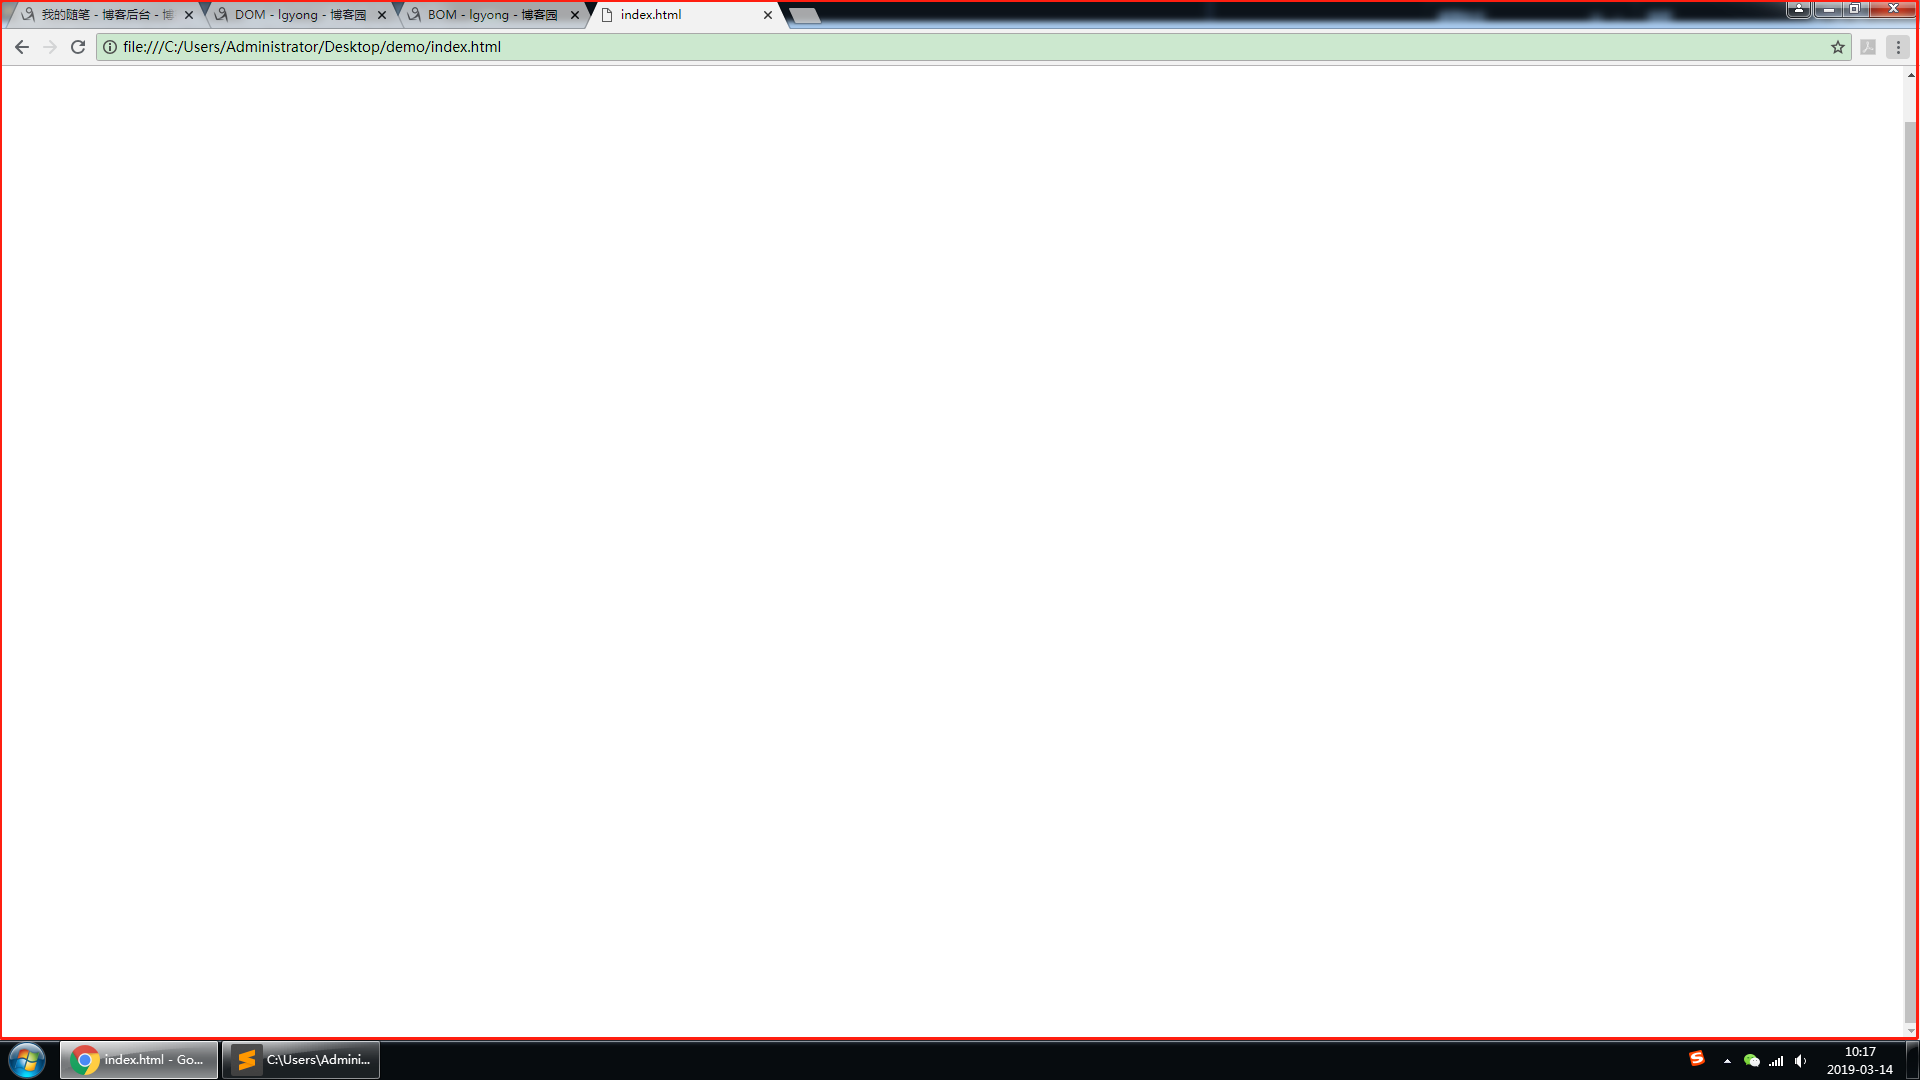 我的随笔 - 博客后台 - 博
DOM - lgyong - 博客园
BOM - lgyong - 博客园
index.html
file:///C:/Users/Administrator/Desktop/demo/index.html
index.html - Go...
C:\Users\Admini...
10:17
2019-03-14